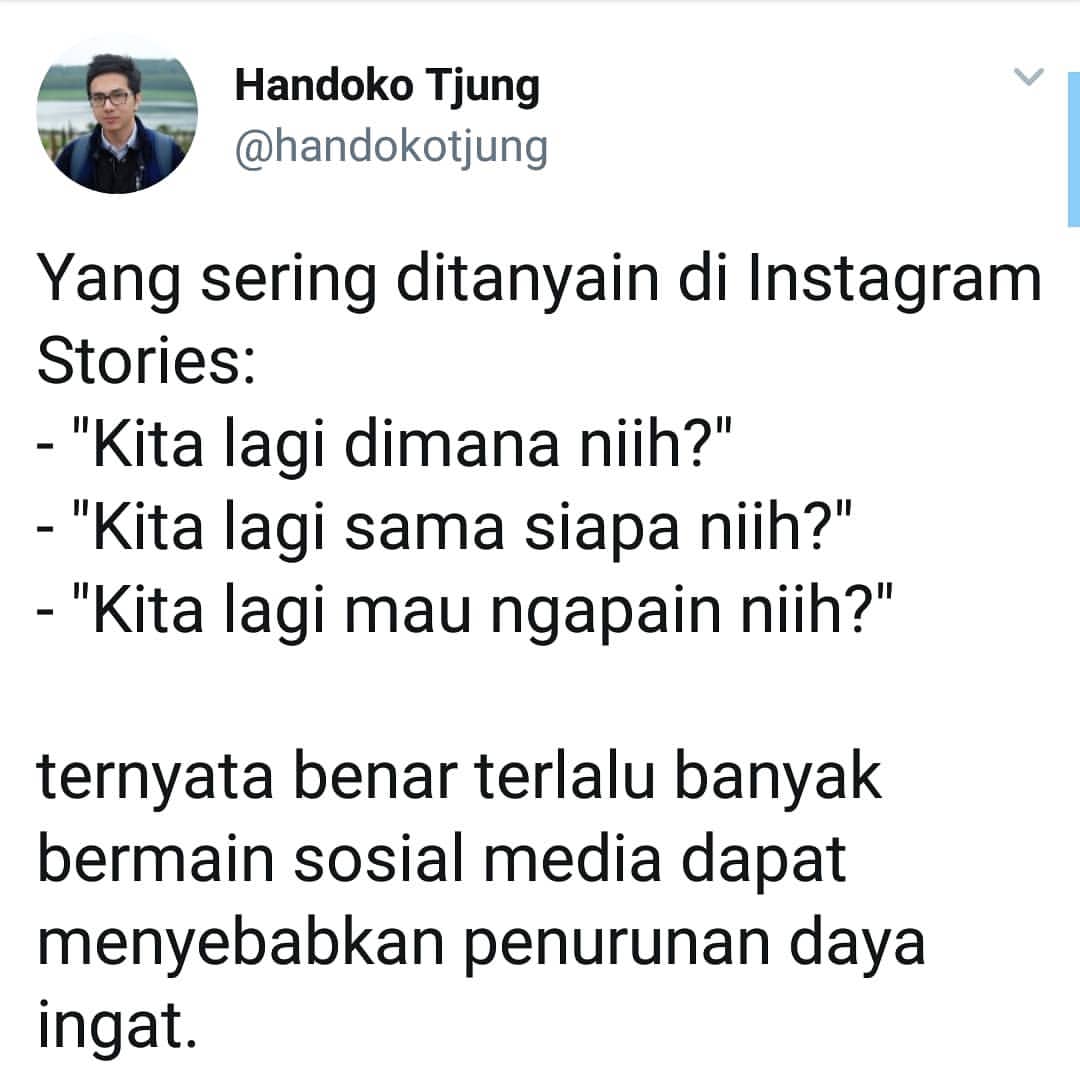 Handoko Tjung
@handokotjung
Yang sering ditanyain di Instagram
Stories:
- "Kita lagi dimana niih?"
- "Kita lagi sama siapa niih?"
- "Kita lagi mau ngapain niih?"
ternyata benar terlalu banyak
bermain sosial media dapat
menyebabkan penurunan daya
ingat.